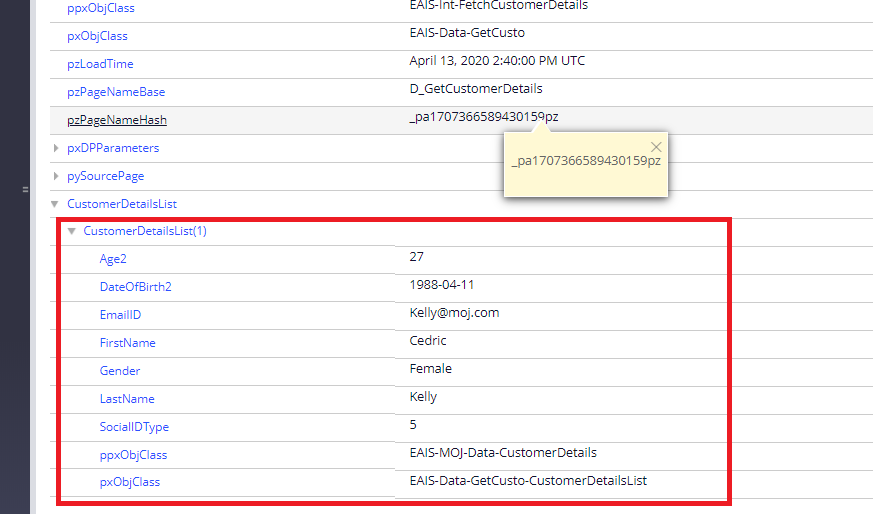 ppxObjClass EAIS-Int-FetchCustomerDetails
pxObjClass EAIS-Data-GetCusto
pzLoadTime April 13, 2020 2:40:00 PM UTC
pzPageNameBase D_GetCustomerDetails
pzPageNameHash _pa1707366589430159pz
_pa1707366589430159pz
pxDPParameters
pySourcePage
CustomerDetailsList
CustomerDetailsList(1)
Age2 27
DateOfBirth2 1988-04-11
EmailID Kelly@moj.com
FirstName Cedric
Gender Female
LastName Kelly
SocialIDType 5
ppxObjClass EAIS-MOJ-Data-CustomerDetails
pxObjClass EAIS-Data-GetCusto-CustomerDetailsList